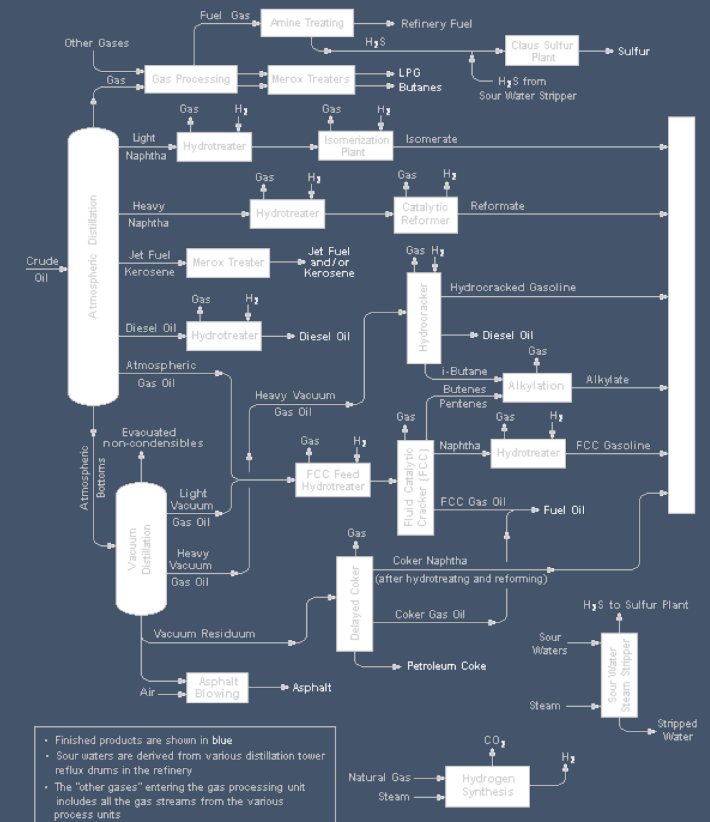 Fuel Gas
Amine Treating
Refinery Fuel
Other Gases
H2S
Claus Sulfur
Plant
Sulfur
Gas
Gas Processing
Merox Treaters
LPG
Butanes
H2S from
Sour Water Stripper
Gas
H2
Gas
H2
Light
Naphtha
Hydrotreater
Isomerization
Plant
Isomerate
Gas
H2
Gas
H2
Heavy
Naphtha
Hydrotreater
Catalytic
Reformer
Reformate
Atmospheric Distillation
Crude
Oil
Jet Fuel
Kerosene
Merox Treater
Jet Fuel
and/or
Kerosene
Gas
H2
Hydrocracker
Hydrocracked Gasoline
Gas
H2
Diesel Oil
Hydrotreater
Diesel Oil
Diesel Oil
Gas
Atmospheric
Gas Oil
i-Butane
Butenes
Pentenes
Alkylation
Alkylate
Heavy Vacuum
Gas Oil
Gas
Gas
H2
Evacuated
non-condensibles
Gas
H2
Naphtha
Hydrotreater
FCC Gasoline
Atmospheric
Bottoms
FCC Feed
Hydrotreater
Fluid Catalytic
Cracker (FCC)
Light
Vacuum
Gas Oil
FCC Gas Oil
Fuel Oil
Vacuum
Distillation
Heavy
Vacuum
Gas Oil
Gas
Delayed Coker
Coker Naphtha
(after hydrotreatng and reforming)
Coker Gas Oil
Vacuum Residuum
Petroleum Coke
H2S to Sulfur Plant
Sour
Waters
Sour Water
Steam Stripper
Steam
Stripped
Water
Air
Asphalt
Blowing
Asphalt
• Finished products are shown in blue
• Sour waters are derived from various distillation tower
reflux drums in the refinery
• The "other gases" entering the gas processing unit
includes all the gas streams from the various
process units
CO2
H2
Natural Gas
Steam
Hydrogen
Synthesis